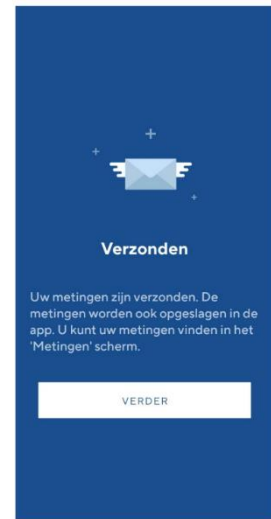 Verzonden
Uw metingen zijn verzonden. De
metingen worden ook opgeslagen in de
app. U kunt uw metingen vinden in het
'Metingen' scherm.
VERDER